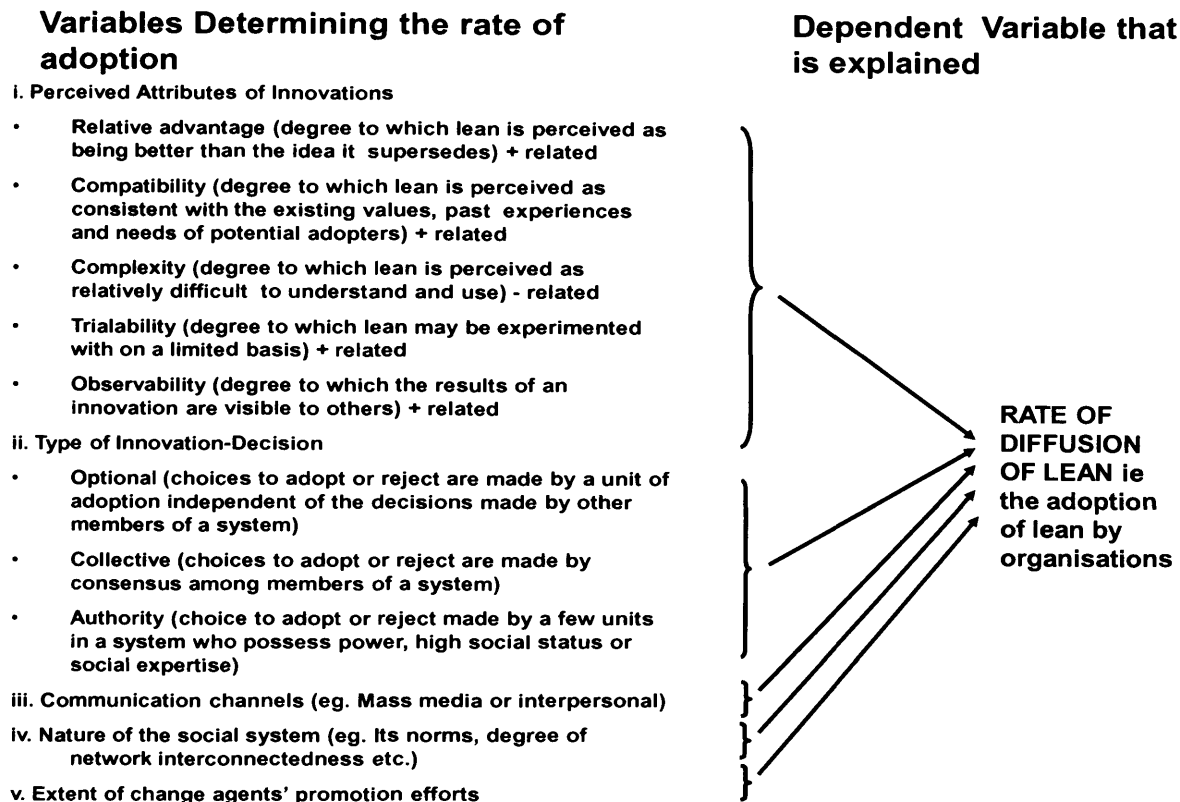 Variables Determining the rate of
adoption
i. Perceived Attributes of Innovations
• Relative advantage (degree to which lean is perceived as
being better than the idea it supersedes) + related
• Compatibility (degree to which lean is perceived as
consistent with the existing values, past experiences
and needs of potential adopters) + related
• Complexity (degree to which lean is perceived as
relatively difficult to understand and use) - related
• Trialability (degree to which lean may be experimented
with on a limited basis) + related
• Observability (degree to which the results of an
innovation are visible to others) + related
ii. Type of Innovation-Decision
• Optional (choices to adopt or reject are made by a unit of
adoption independent of the decisions made by other
members of a system)
• Collective (choices to adopt or reject are made by
consensus among members of a system)
• Authority (choice to adopt or reject made by a few units
in a system who possess power, high social status or
social expertise)
iii. Communication channels (eg. Mass media or interpersonal)
iv. Nature of the social system (eg. Its norms, degree of
network interconnectedness etc.)
v. Extent of change agents' promotion efforts
Dependent Variable that
is explained
RATE OF
DIFFUSION
OF LEAN ie
the adoption
of lean by
organisations